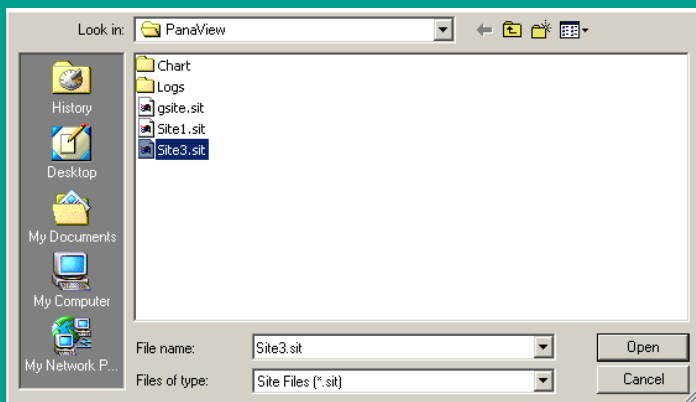 Look in: PanaView
History
Desktop
My Documents
My Computer
My Network P...
Chart
Logs
gsite.sit
Site1.sit
Site3.sit
File name: Site3.sit Open
Files of type: Site Files (*.sit) Cancel